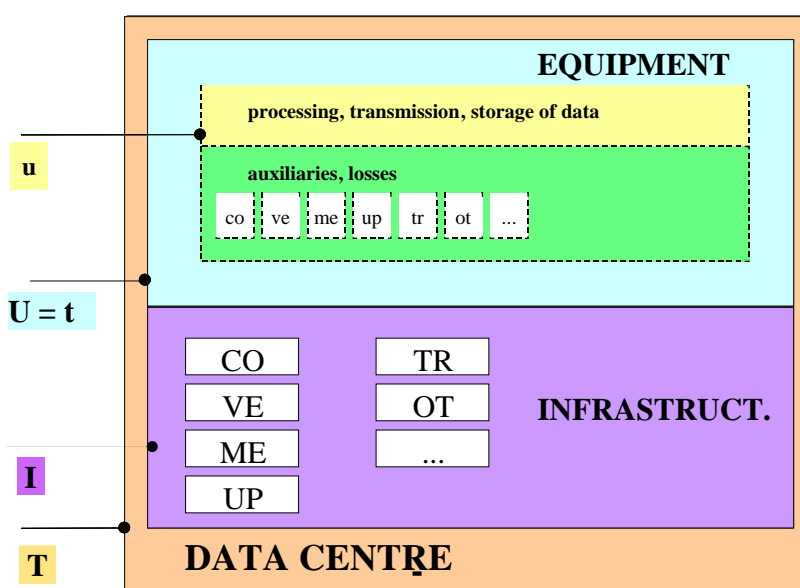 EQUIPMENT
processing, transmission, storage of data
u
auxiliaries, losses
co ve me up tr ot ...
U = t
CO TR
VE OT
INFRASTRUCT.
ME ...
I
UP
T
DATA CENTRE